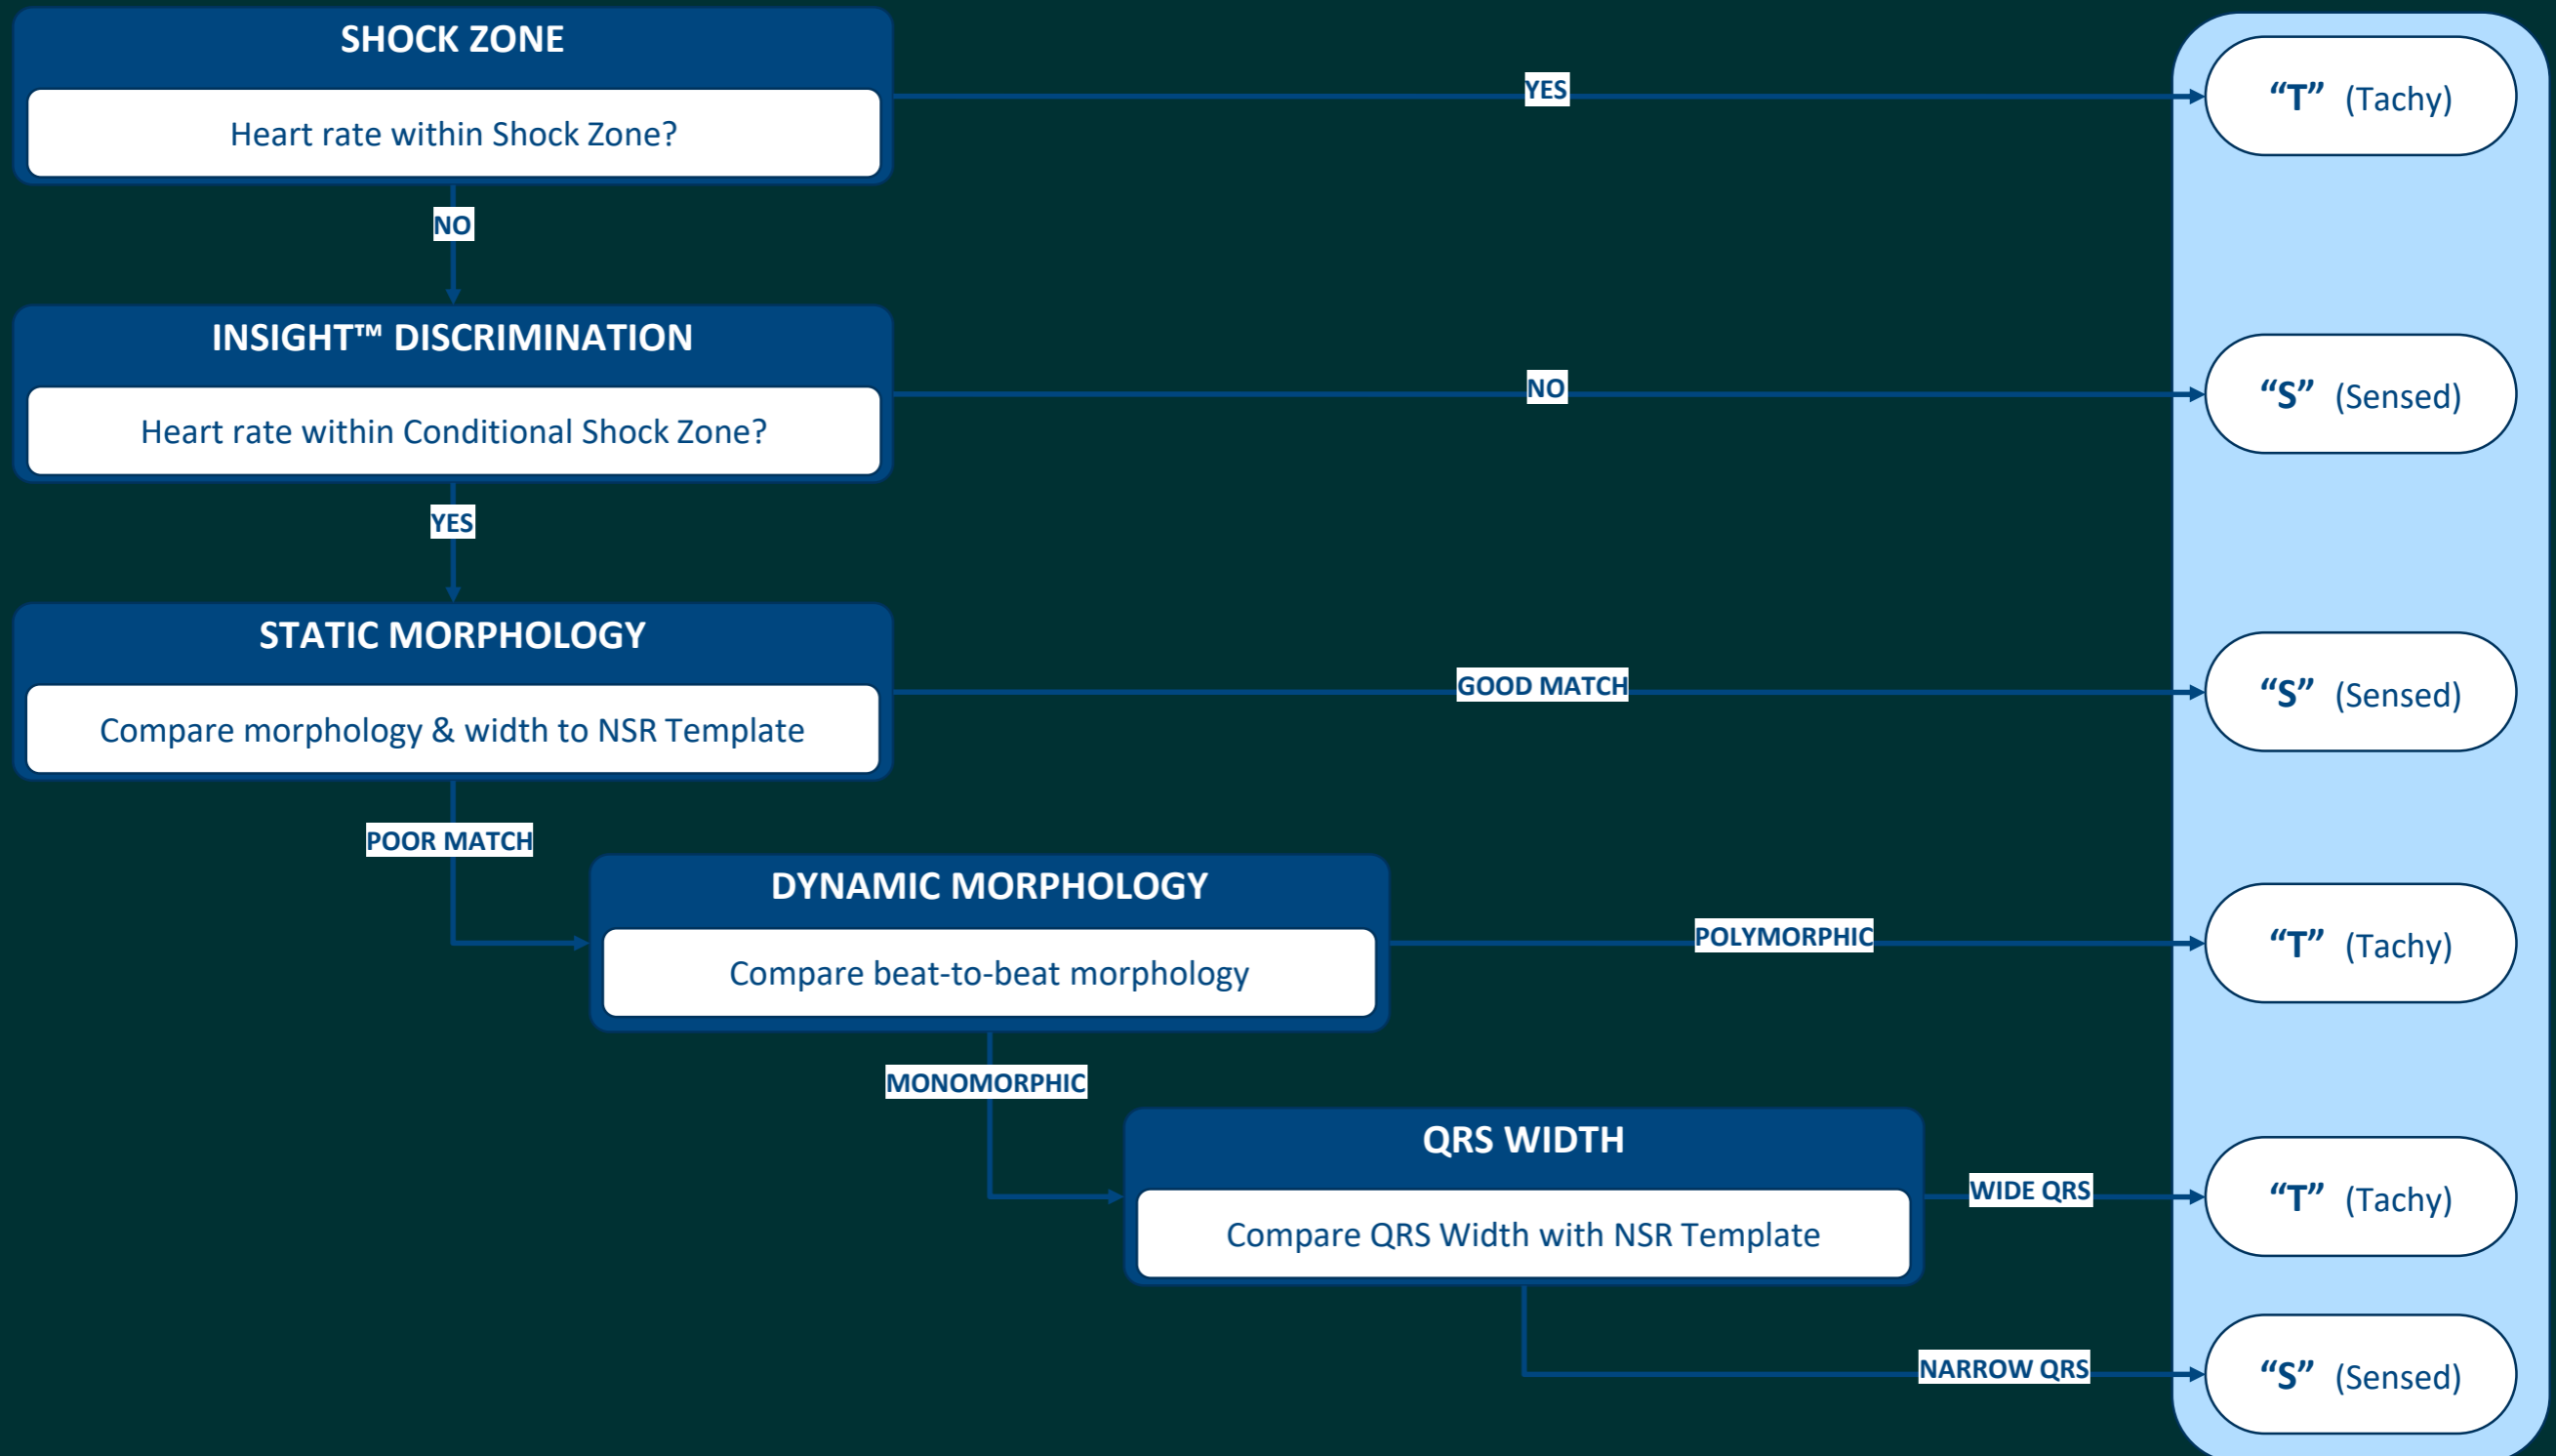 SHOCK ZONE
Heart rate within Shock Zone?
YES
“T” (Tachy)
NO
INSIGHT™ DISCRIMINATION
Heart rate within Conditional Shock Zone?
NO
“S” (Sensed)
YES
STATIC MORPHOLOGY
Compare morphology & width to NSR Template
GOOD MATCH
“S” (Sensed)
POOR MATCH
DYNAMIC MORPHOLOGY
Compare beat-to-beat morphology
POLYMORPHIC
“T” (Tachy)
MONOMORPHIC
QRS WIDTH
Compare QRS Width with NSR Template
WIDE QRS
“T” (Tachy)
NARROW QRS
“S” (Sensed)